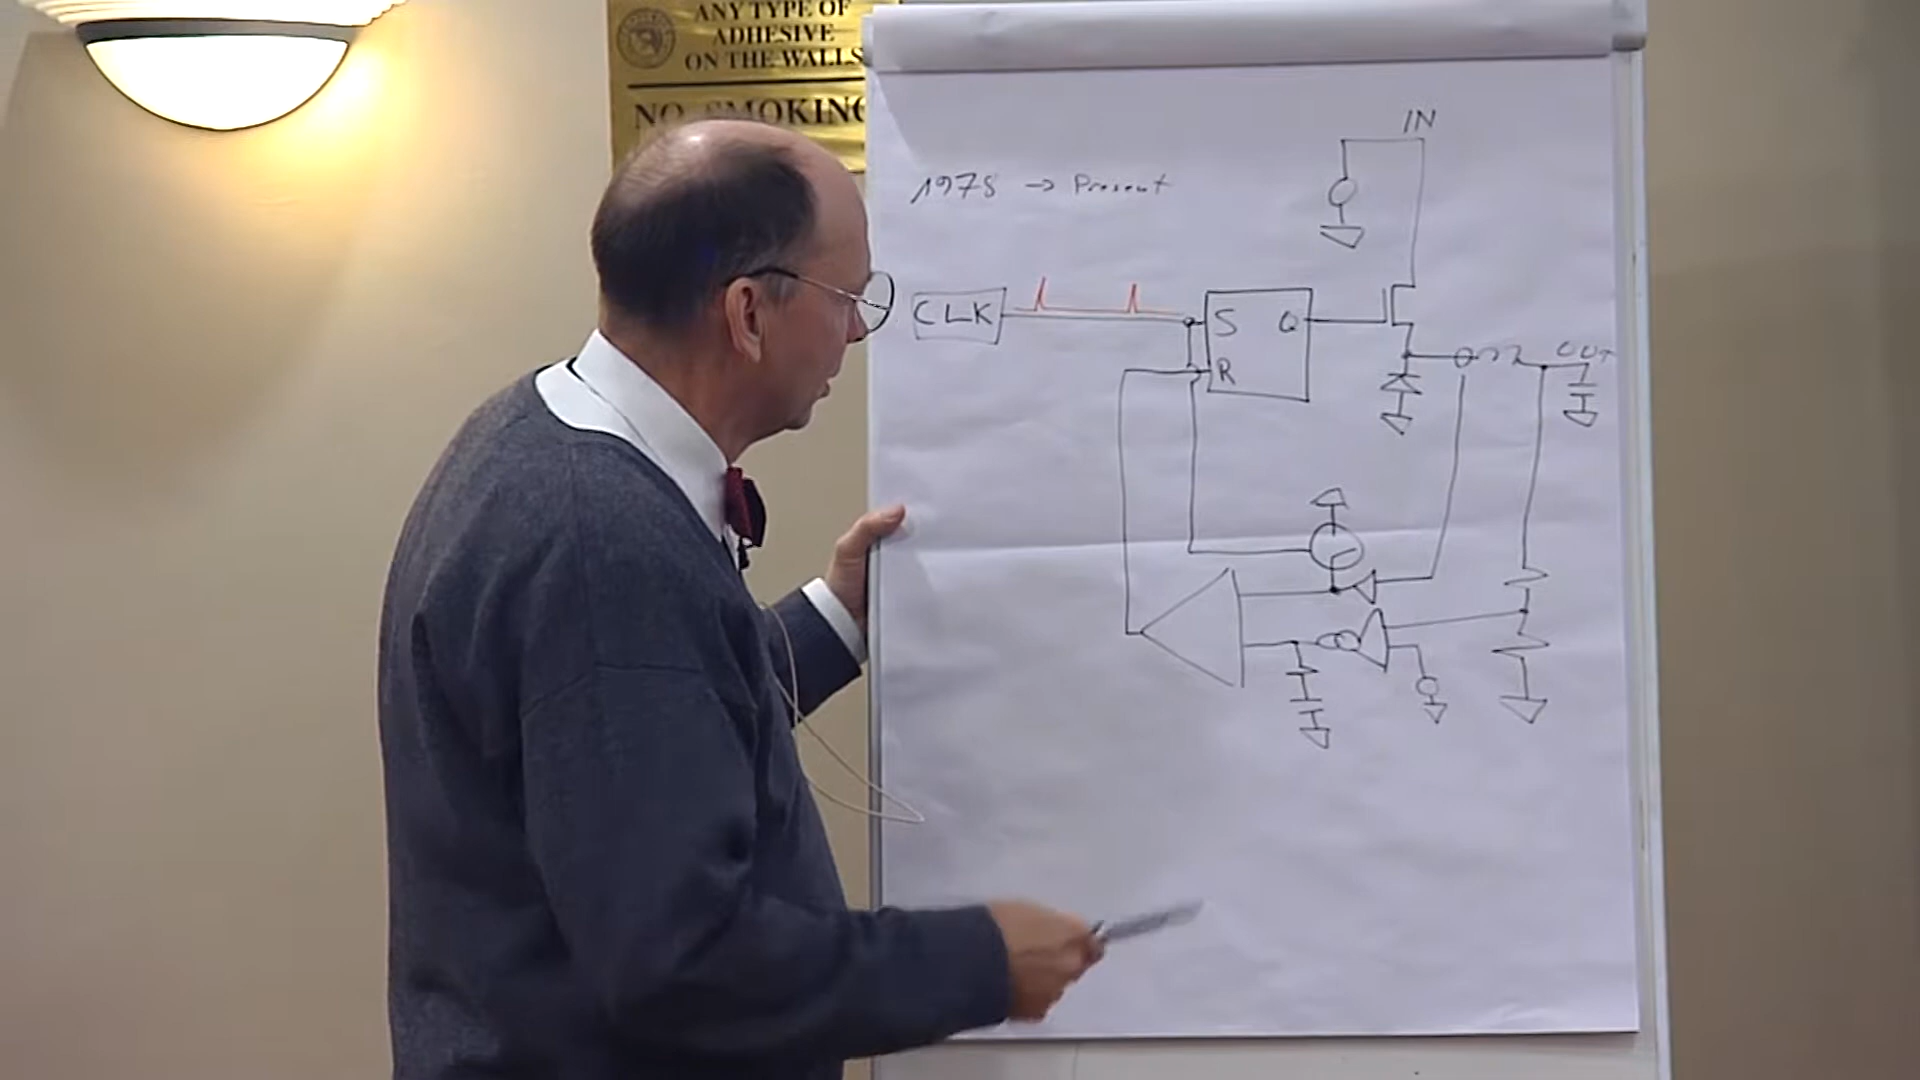 ANY TYPE OF
ADHESIVE
ON THE WALLS
NO SMOKING
IN
1978 → Present
CLK
S Q
R
OUT